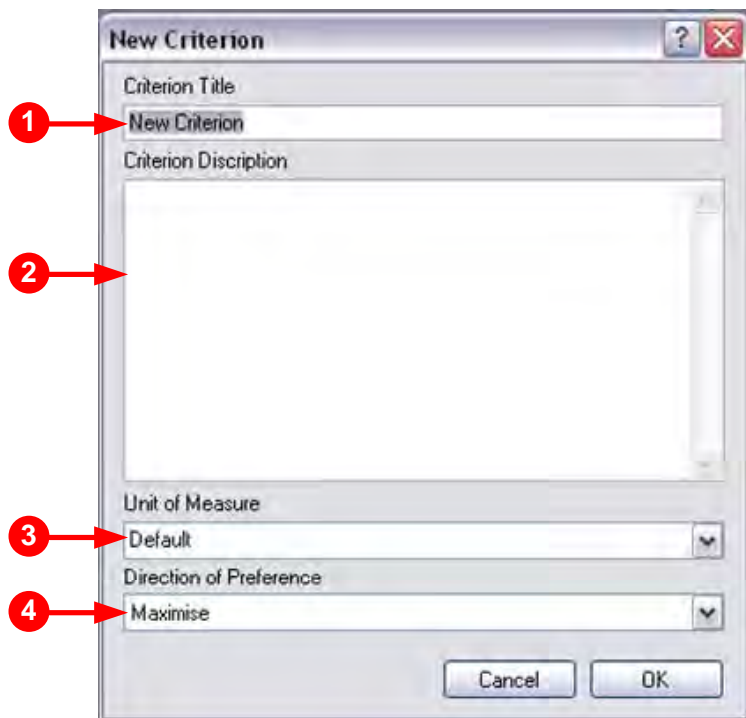 New Criterion
?
Criterion Title
1
New Criterion
Criterion Discription
2
Unit of Measure
3
Default
Direction of Preference
4
Maximise
Cancel
OK